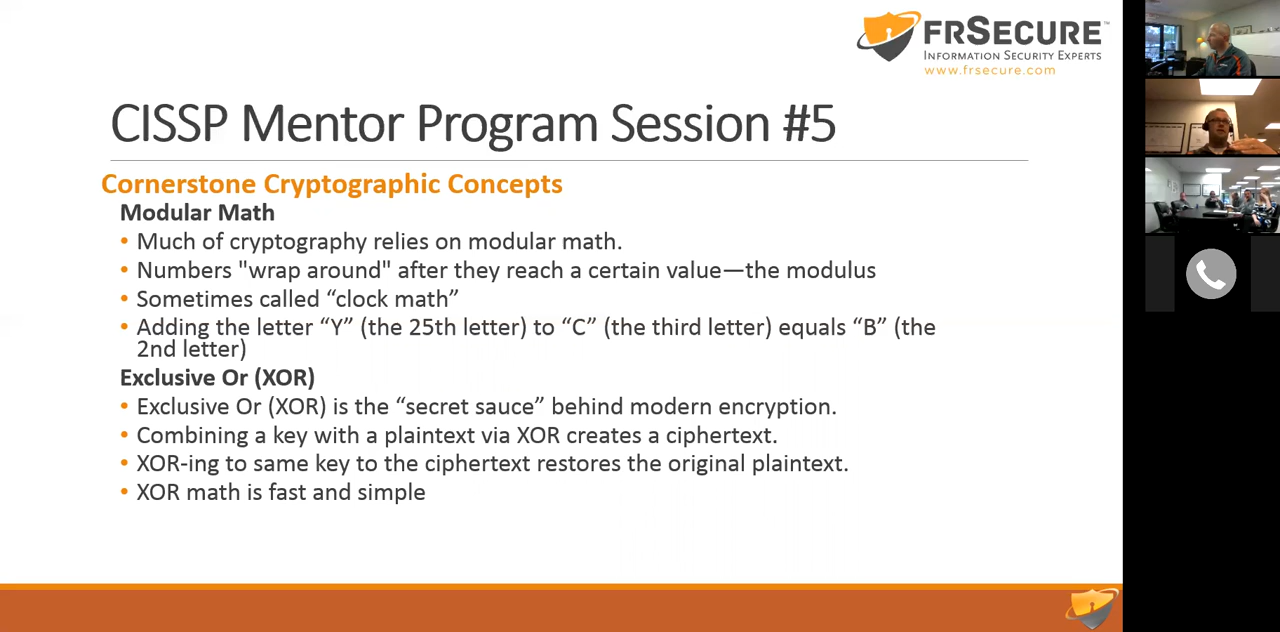 FRSECURE™
INFORMATION SECURITY EXPERTS
www.frsecure.com
CISSP Mentor Program Session #5
Cornerstone Cryptographic Concepts
Modular Math
• Much of cryptography relies on modular math.
• Numbers "wrap around" after they reach a certain value—the modulus
• Sometimes called “clock math”
• Adding the letter “Y” (the 25th letter) to “C” (the third letter) equals “B” (the
2nd letter)
Exclusive Or (XOR)
• Exclusive Or (XOR) is the “secret sauce” behind modern encryption.
• Combining a key with a plaintext via XOR creates a ciphertext.
• XOR-ing to same key to the ciphertext restores the original plaintext.
• XOR math is fast and simple